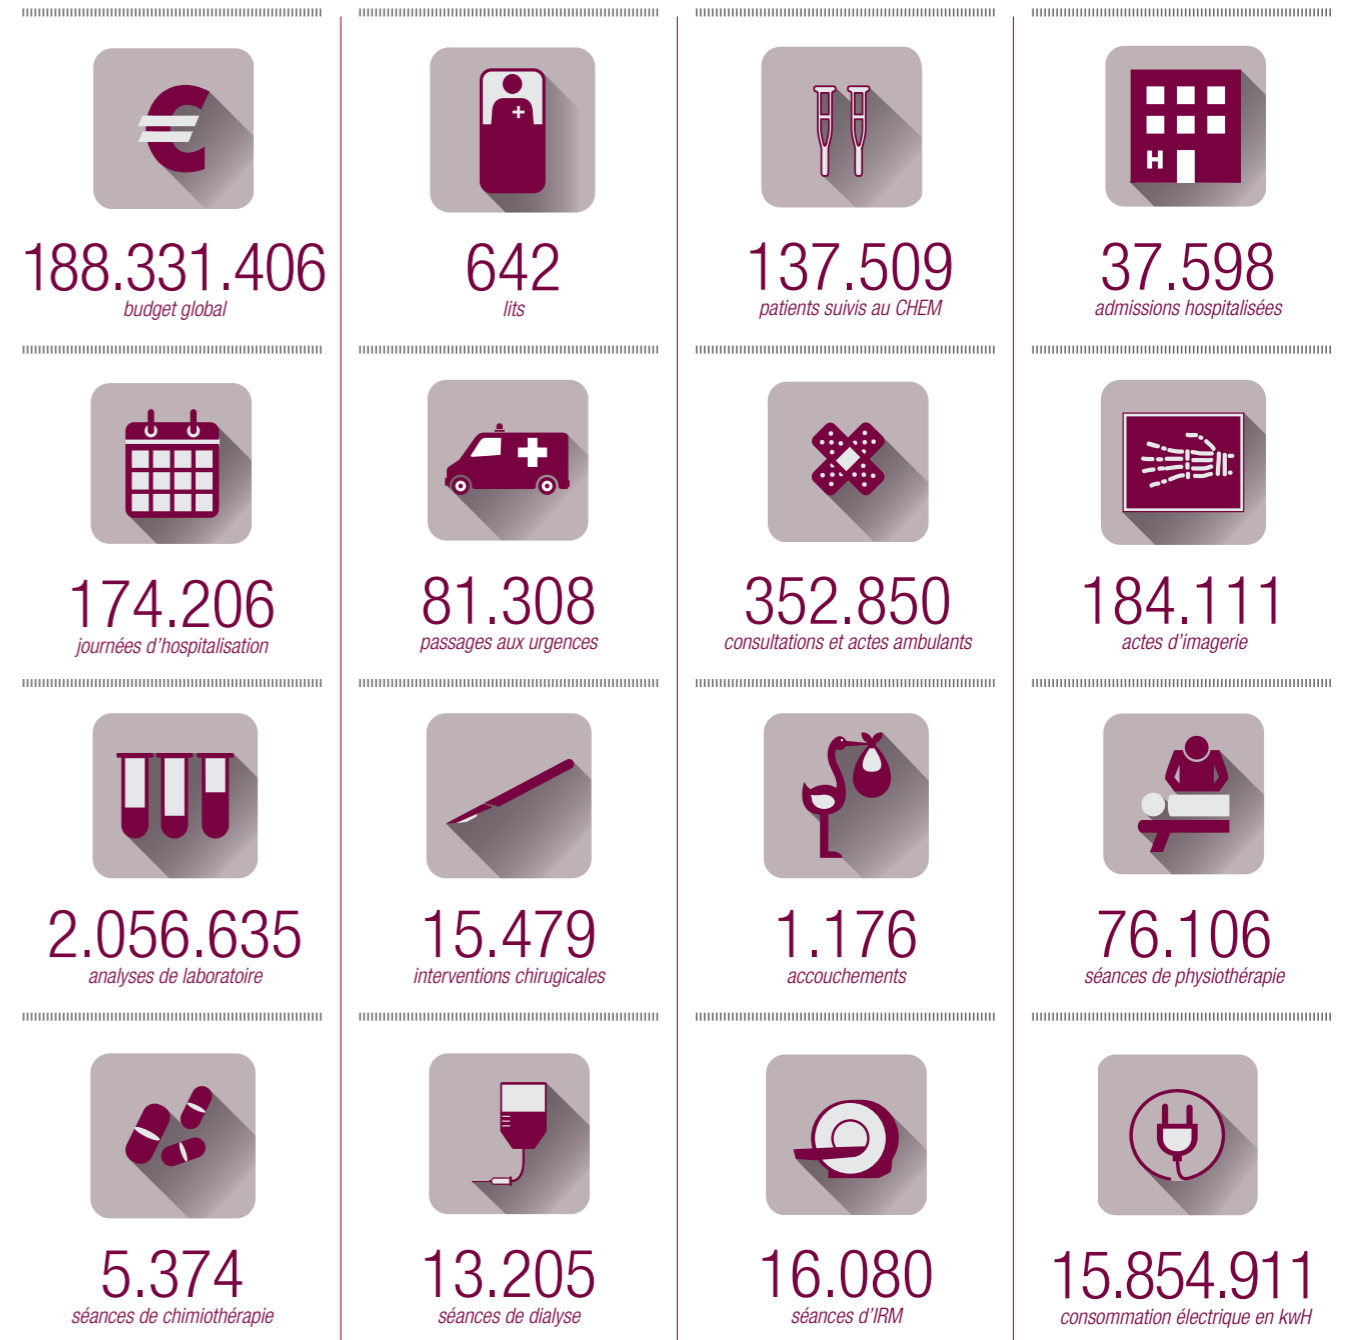 188.331.406
budget global
642
lits
137.509
patients suivis au CHEM
H
37.598
admissions hospitalisées
174.206
journées d'hospitalisation
81.308
passages aux urgences
352.850
consultations et actes ambulants
184.111
actes d'imagerie
2.056.635
analyses de laboratoire
15.479
interventions chirugicales
1.176
accouchements
76.106
séances de physiothérapie
5.374
séances de chimiothérapie
13.205
séances de dialyse
16.080
séances d'IRM
15.854.911
consommation électrique en kwH